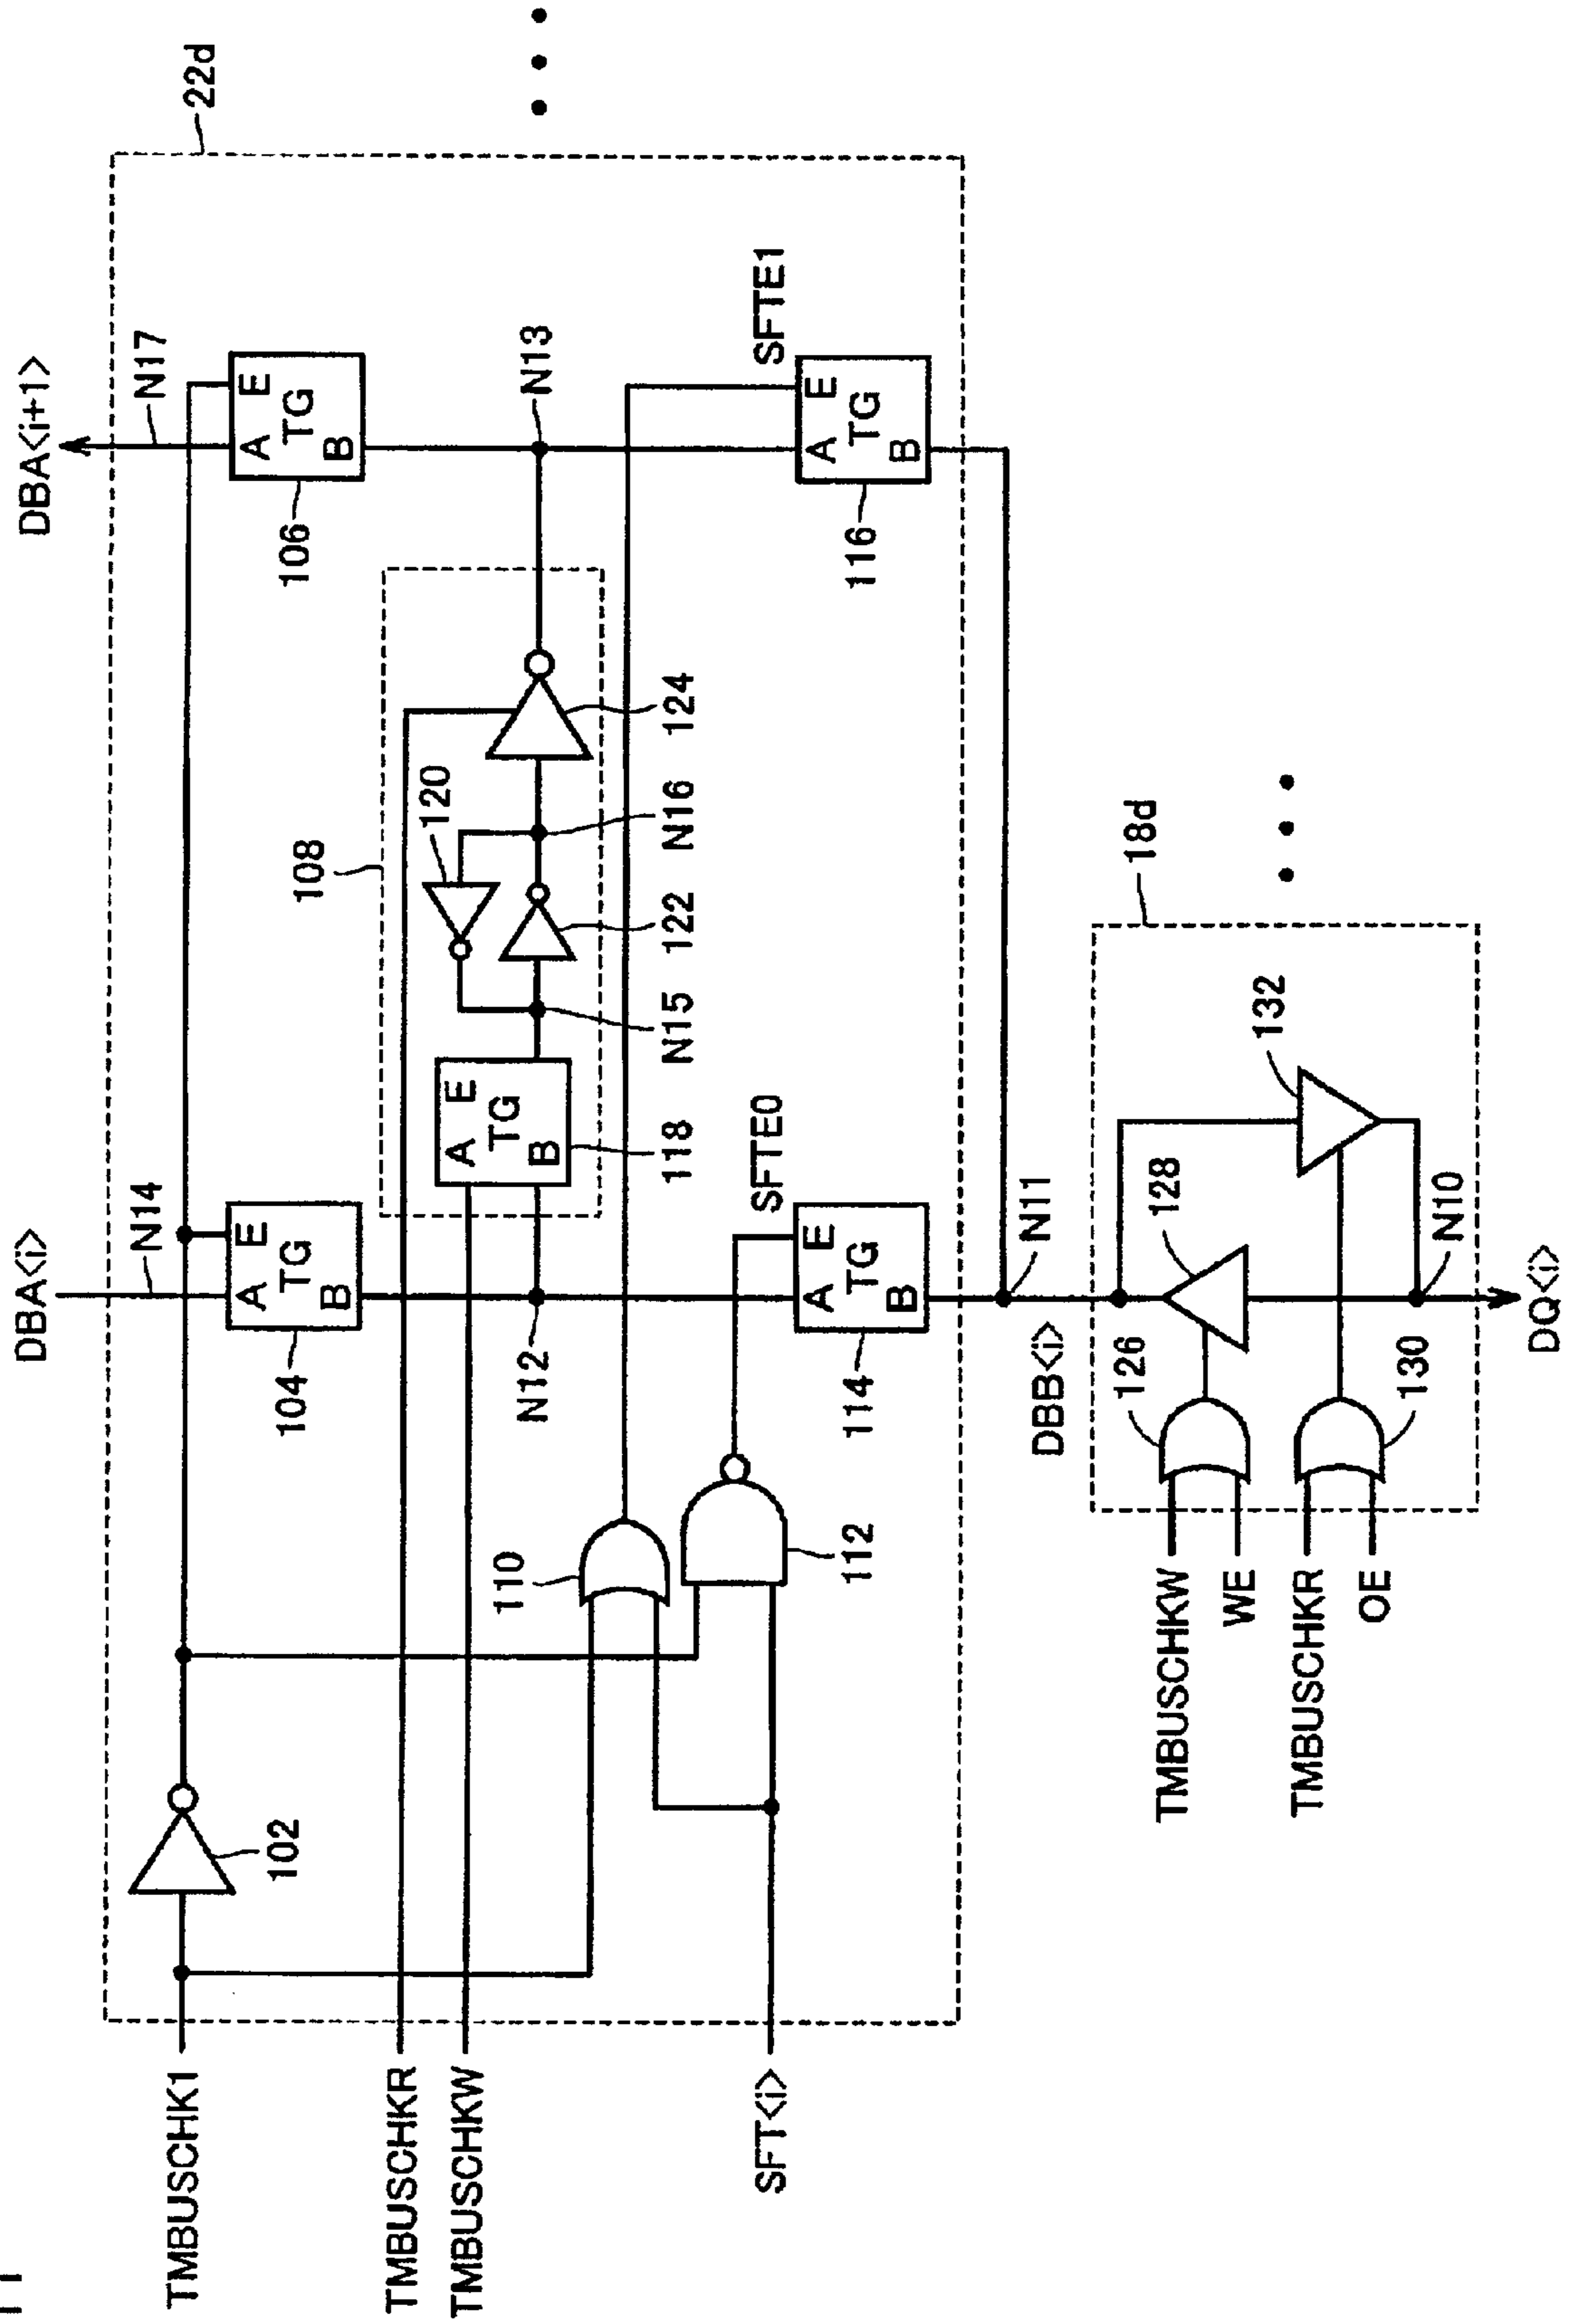 DBA<i>
DBA<i+1>
22d
N14
N17
A E
TG
B
104
A E
TG
B
106
102
TMBUSCHK1
108
120
A E
TG
B
118
N15
122
N16
124
N12
N13
TMBUSCHKR
TMBUSCHKW
110
112
SFTE0
SFTE1
A E
TG
B
114
A E
TG
B
116
SFT<i>
N11
DBB<i>
18d
126
128
132
TMBUSCHKW
WE
TMBUSCHKR
OE
130
N10
DQ<i>